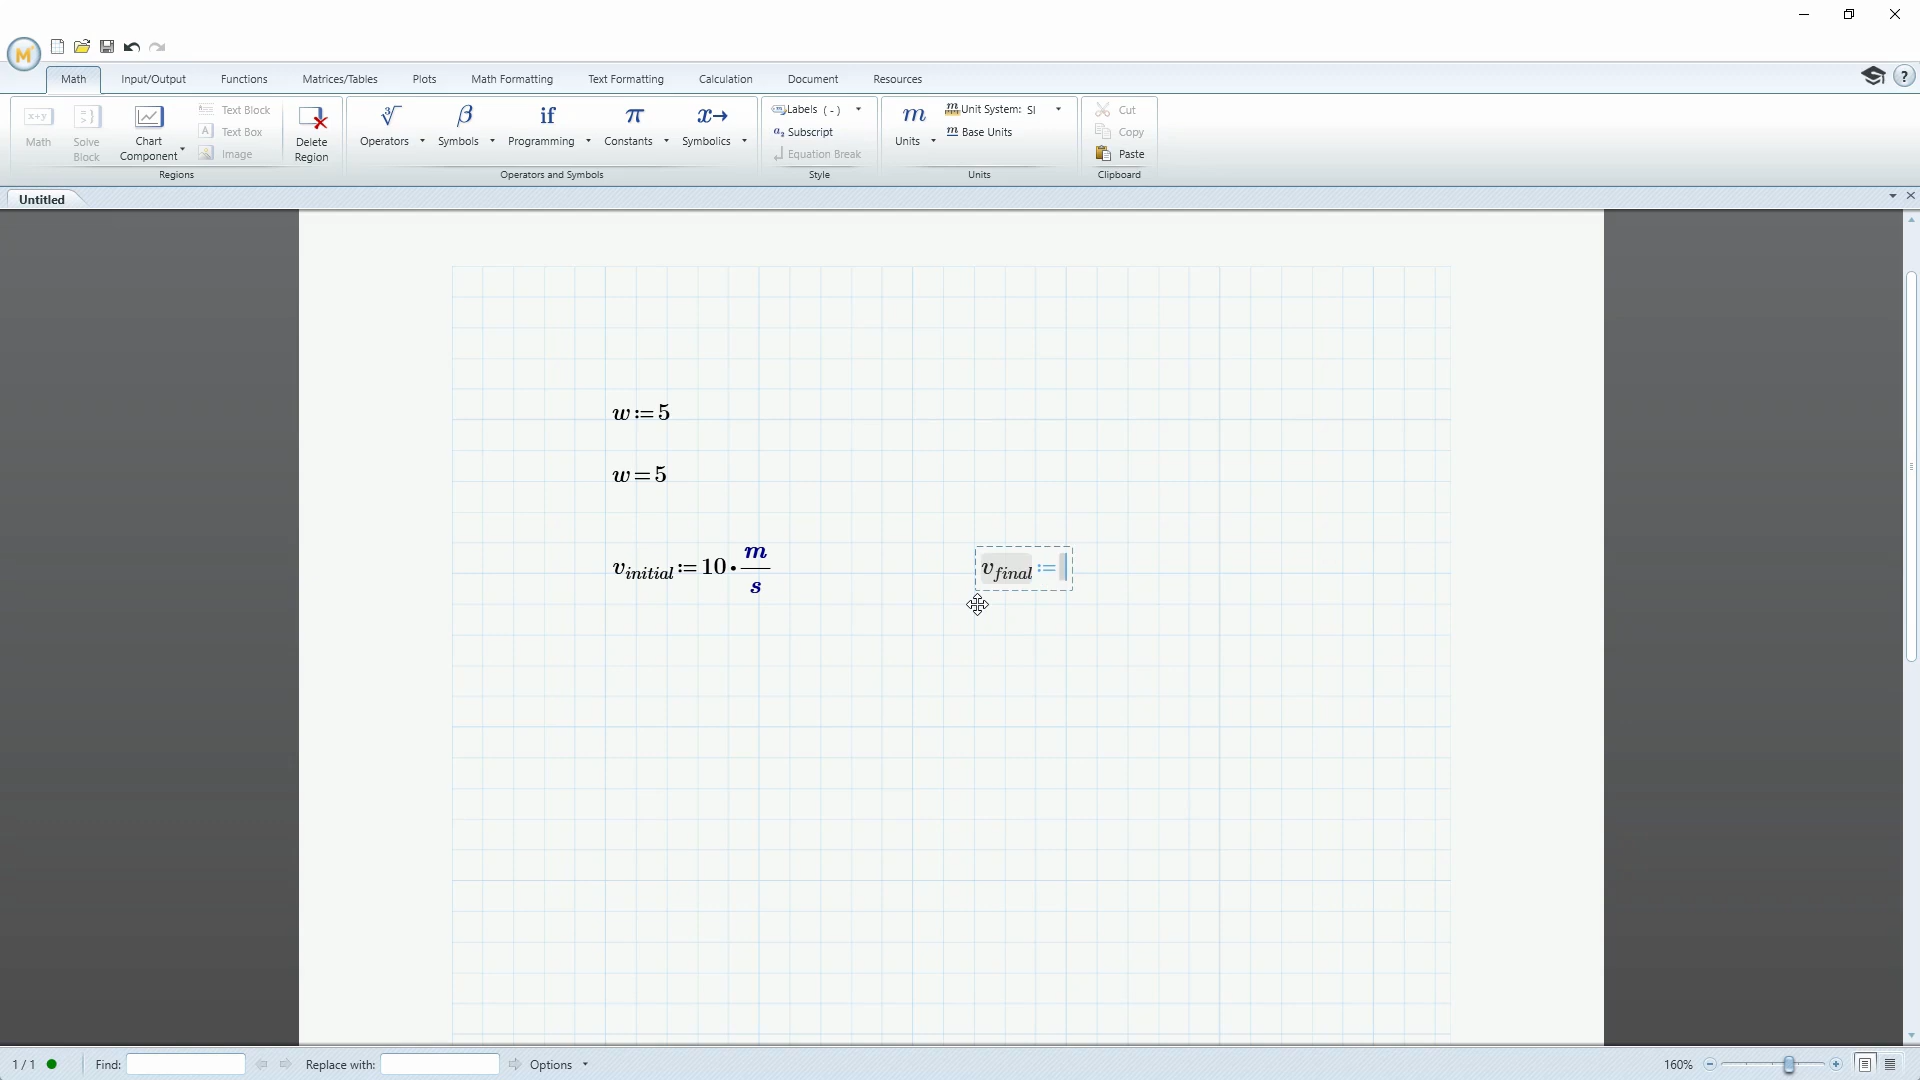 M
Math Input/Output Functions Matrices/Tables Plots Math Formatting Text Formatting Calculation Document Resources ?
Math
Solve Block
Chart Component
Text Block
Text Box
Image
Delete Region
Regions
Operators
β Symbols
if Programming
π Constants
x→ Symbolics
Operators and Symbols
Labels (-)
Subscript
Equation Break
Style
m Units
Unit System: SI
Base Units
Units
Cut
Copy
Paste
Clipboard
Untitled
w:=5
w=5
v_initial:=10•m/s
v_final:=
1/1 Find: Replace with: Options 160%